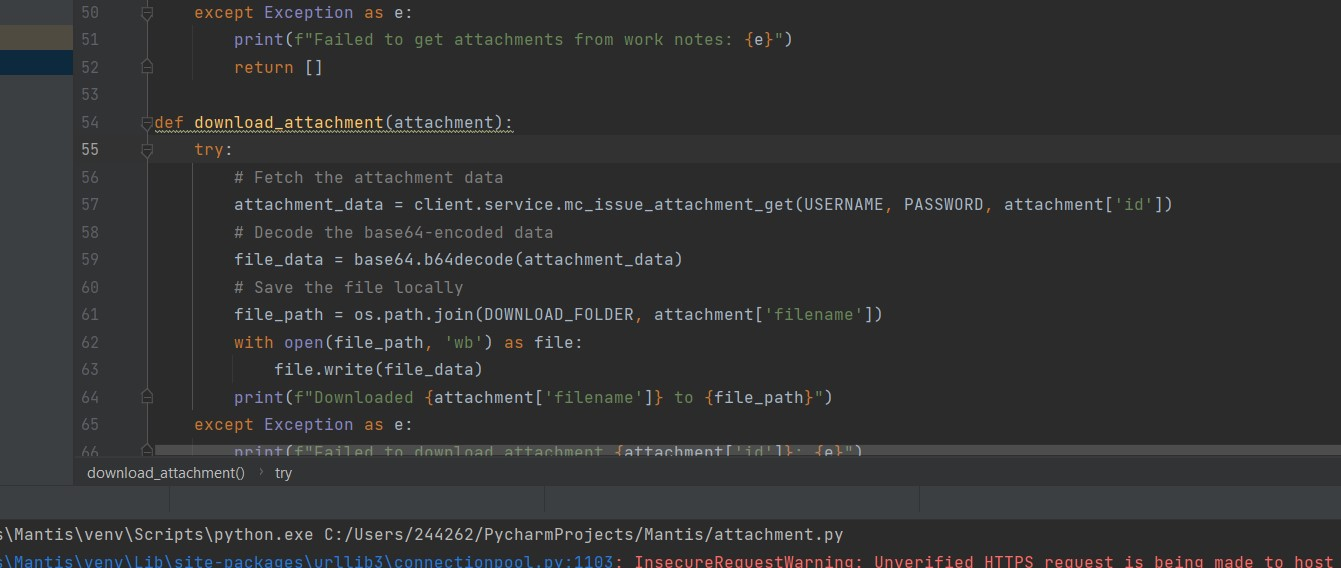 50 except Exception as e:
51 print(f"Failed to get attachments from work notes: {e}")
52 return []
53
54 def download_attachment(attachment):
55 try:
56 # Fetch the attachment data
57 attachment_data = client.service.mc_issue_attachment_get(USERNAME, PASSWORD, attachment['id'])
58 # Decode the base64-encoded data
59 file_data = base64.b64decode(attachment_data)
60 # Save the file locally
61 file_path = os.path.join(DOWNLOAD_FOLDER, attachment['filename'])
62 with open(file_path, 'wb') as file:
63 file.write(file_data)
64 print(f"Downloaded {attachment['filename']} to {file_path}")
65 except Exception as e:
66 print(f"Failed to download attachment {attachment['id']}: {e}")
download_attachment() › try
s\Mantis\venv\Scripts\python.exe C:/Users/244262/PycharmProjects/Mantis/attachment.py
s\Mantis\venv\Lib\site-packages\urllib3\connectionpool.py:1103: InsecureRequestWarning: Unverified HTTPS request is being made to host